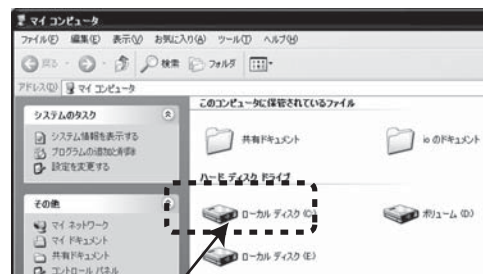 マイ コンピュータ
ファイル(F) 編集(E) 表示(V) お気に入り(A) ツール(T) ヘルプ(H)
戻る 検索 フォルダ
アドレス(D) マイ コンピュータ
システムのタスク
システム情報を表示する
プログラムの追加と削除
設定を変更する
その他
マイ ネットワーク
マイ ドキュメント
共有ドキュメント
コントロール パネル
このコンピュータに保管されているファイル
共有ドキュメント io のドキュメント
ハード ディスク ドライブ
ローカル ディスク (C) ボリューム (D)
ローカル ディスク (E)